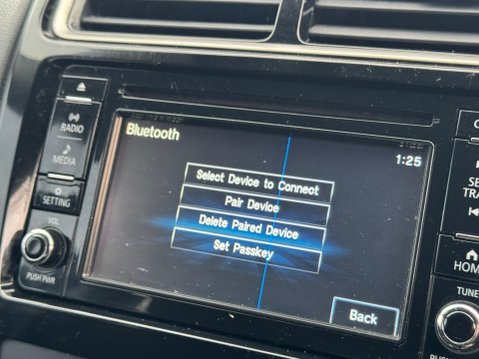 Bluetooth
1:25
Select Device to Connect
Pair Device
Delete Paired Device
Set Passkey
Back
RADIO
MEDIA
SETTING
VOL
PUSH PWR
HOME